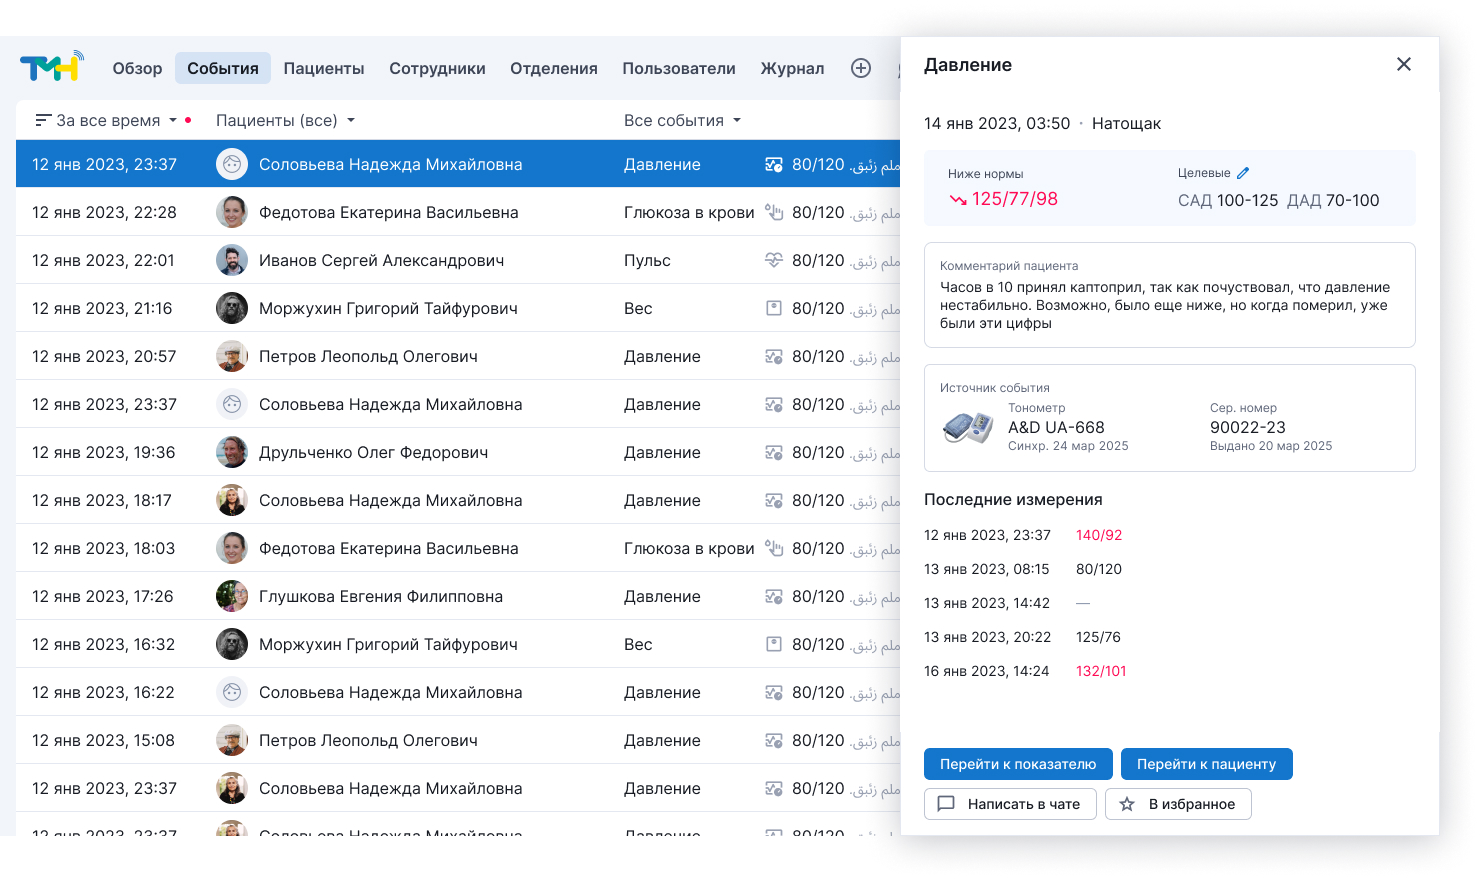 ТМН
Обзор События Пациенты Сотрудники Отделения Пользователи Журнал
За все время Пациенты (все) Все события
12 янв 2023, 23:37 Соловьева Надежда Михайловна Давление 80/120 ملم زئبق.
12 янв 2023, 22:28 Федотова Екатерина Васильевна Глюкоза в крови 80/120 ملم زئبق.
12 янв 2023, 22:01 Иванов Сергей Александрович Пульс 80/120 ملم زئبق.
12 янв 2023, 21:16 Моржухин Григорий Тайфурович Вес 80/120 ملم زئبق.
12 янв 2023, 20:57 Петров Леопольд Олегович Давление 80/120 ملم زئبق.
12 янв 2023, 23:37 Соловьева Надежда Михайловна Давление 80/120 ملم زئبق.
12 янв 2023, 19:36 Друльченко Олег Федорович Давление 80/120 ملم زئبق.
12 янв 2023, 18:17 Соловьева Надежда Михайловна Давление 80/120 ملم زئبق.
12 янв 2023, 18:03 Федотова Екатерина Васильевна Глюкоза в крови 80/120 ملم زئبق.
12 янв 2023, 17:26 Глушкова Евгения Филипповна Давление 80/120 ملم زئبق.
12 янв 2023, 16:32 Моржухин Григорий Тайфурович Вес 80/120 ملم زئبق.
12 янв 2023, 16:22 Соловьева Надежда Михайловна Давление 80/120 ملم زئبق.
12 янв 2023, 15:08 Петров Леопольд Олегович Давление 80/120 ملم زئبق.
12 янв 2023, 23:37 Соловьева Надежда Михайловна Давление 80/120 ملم زئبق.
12 янв 2023, 23:37 Соловьева Надежда Михайловна Давление 80/120
Давление
14 янв 2023, 03:50 · Натощак
Ниже нормы Целевые
125/77/98 САД 100-125 ДАД 70-100
Комментарий пациента
Часов в 10 принял каптоприл, так как почуствовал, что давление
нестабильно. Возможно, было еще ниже, но когда померил, уже
были эти цифры
Источник события
Тонометр Сер. номер
A&D UA-668 90022-23
Синхр. 24 мар 2025 Выдано 20 мар 2025
Последние измерения
12 янв 2023, 23:37 140/92
13 янв 2023, 08:15 80/120
13 янв 2023, 14:42 —
13 янв 2023, 20:22 125/76
16 янв 2023, 14:24 132/101
Перейти к показателю Перейти к пациенту
Написать в чате В избранное